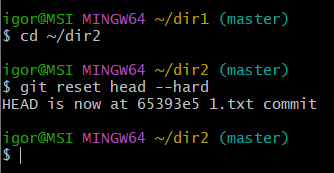 igor@MSI MINGW64 ~/dir1 (master)
$ cd ~/dir2
igor@MSI MINGW64 ~/dir2 (master)
$ git reset head --hard
HEAD is now at 65393e5 1.txt commit
igor@MSI MINGW64 ~/dir2 (master)
$